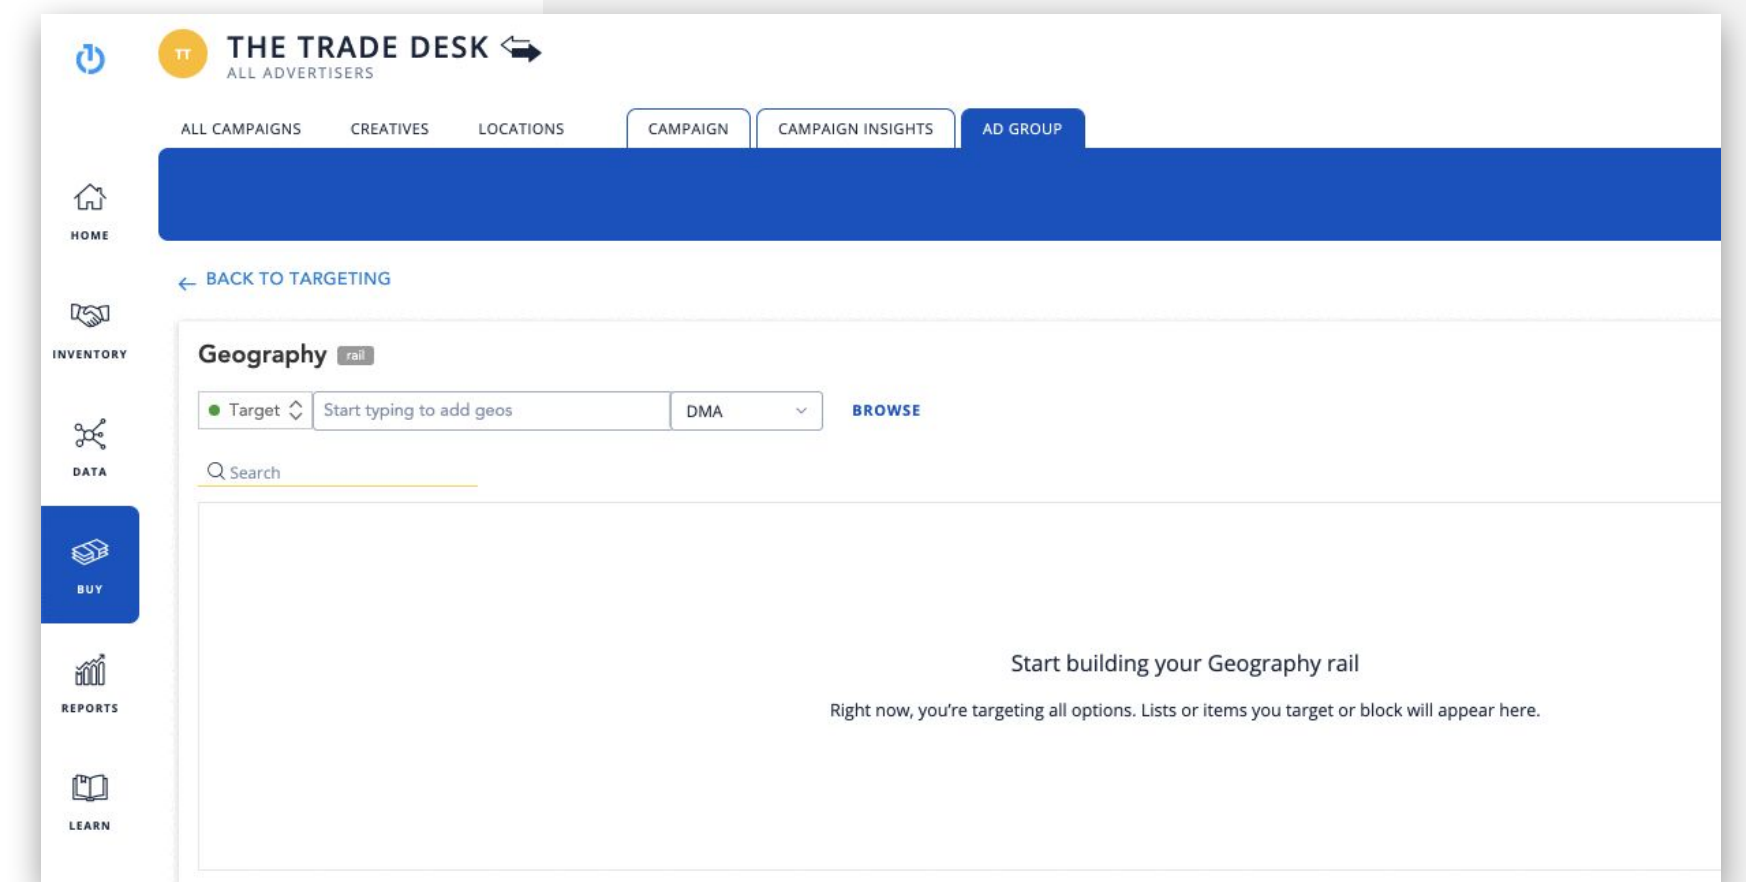 TT
THE TRADE DESK
ALL ADVERTISERS
ALL CAMPAIGNS
CREATIVES
LOCATIONS
CAMPAIGN
CAMPAIGN INSIGHTS
AD GROUP
HOME
INVENTORY
DATA
BUY
REPORTS
LEARN
BACK TO TARGETING
Geography rail
Target
Start typing to add geos
DMA
BROWSE
Search
Start building your Geography rail
Right now, you're targeting all options. Lists or items you target or block will appear here.